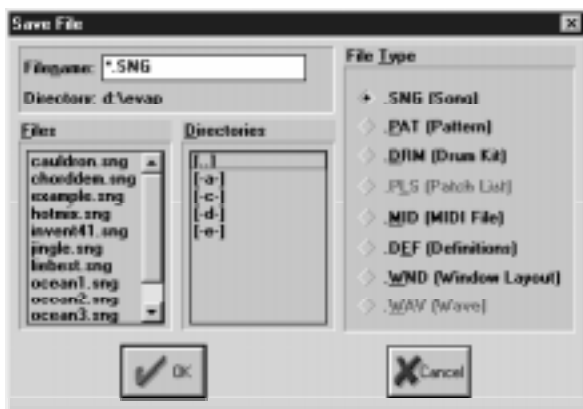 Save File
Filename: *.SNG
Directory: d:\evap
Files
cauldron.sng
chorddem.sng
example.sng
hotmix.sng
invent41.sng
jingle.sng
liebest.sng
ocean1.sng
ocean2.sng
ocean3.sng
Directories
[..]
[-a-]
[-c-]
[-d-]
[-e-]
File Type
.SNG (Song)
.PAT (Pattern)
.DRM (Drum Kit)
.PLS (Patch List)
.MID (MIDI File)
.DEF (Definitions)
.WND (Window Layout)
.WAV (Wave)
OK
Cancel